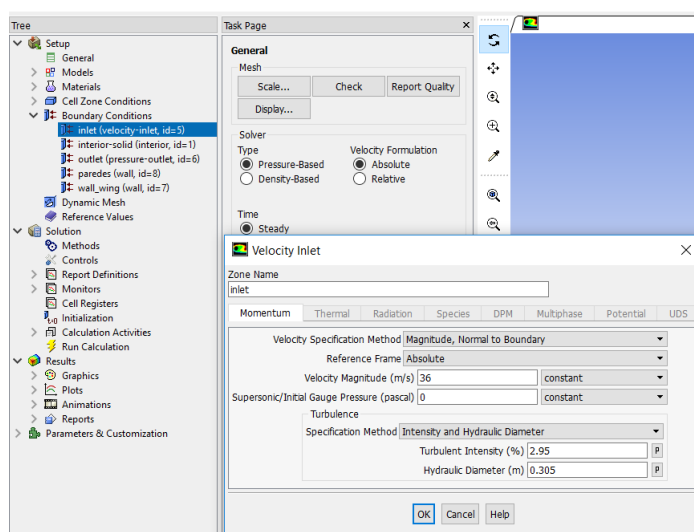 Tree
Setup
General
Models
Materials
Cell Zone Conditions
Boundary Conditions
inlet (velocity-inlet, id=5)
interior-solid (interior, id=1)
outlet (pressure-outlet, id=6)
paredes (wall, id=8)
wall_wing (wall, id=7)
Dynamic Mesh
Reference Values
Solution
Methods
Controls
Report Definitions
Monitors
Cell Registers
Initialization
Calculation Activities
Run Calculation
Results
Graphics
Plots
Animations
Reports
Parameters & Customization
Task Page
General
Mesh
Scale... Check Report Quality
Display...
Solver
Type Velocity Formulation
Pressure-Based Absolute
Density-Based Relative
Time
Steady
Velocity Inlet
Zone Name
inlet
Momentum Thermal Radiation Species DPM Multiphase Potential UDS
Velocity Specification Method Magnitude, Normal to Boundary
Reference Frame Absolute
Velocity Magnitude (m/s) 36 constant
Supersonic/Initial Gauge Pressure (pascal) 0 constant
Turbulence
Specification Method Intensity and Hydraulic Diameter
Turbulent Intensity (%) 2.95 P
Hydraulic Diameter (m) 0.305 P
OK Cancel Help